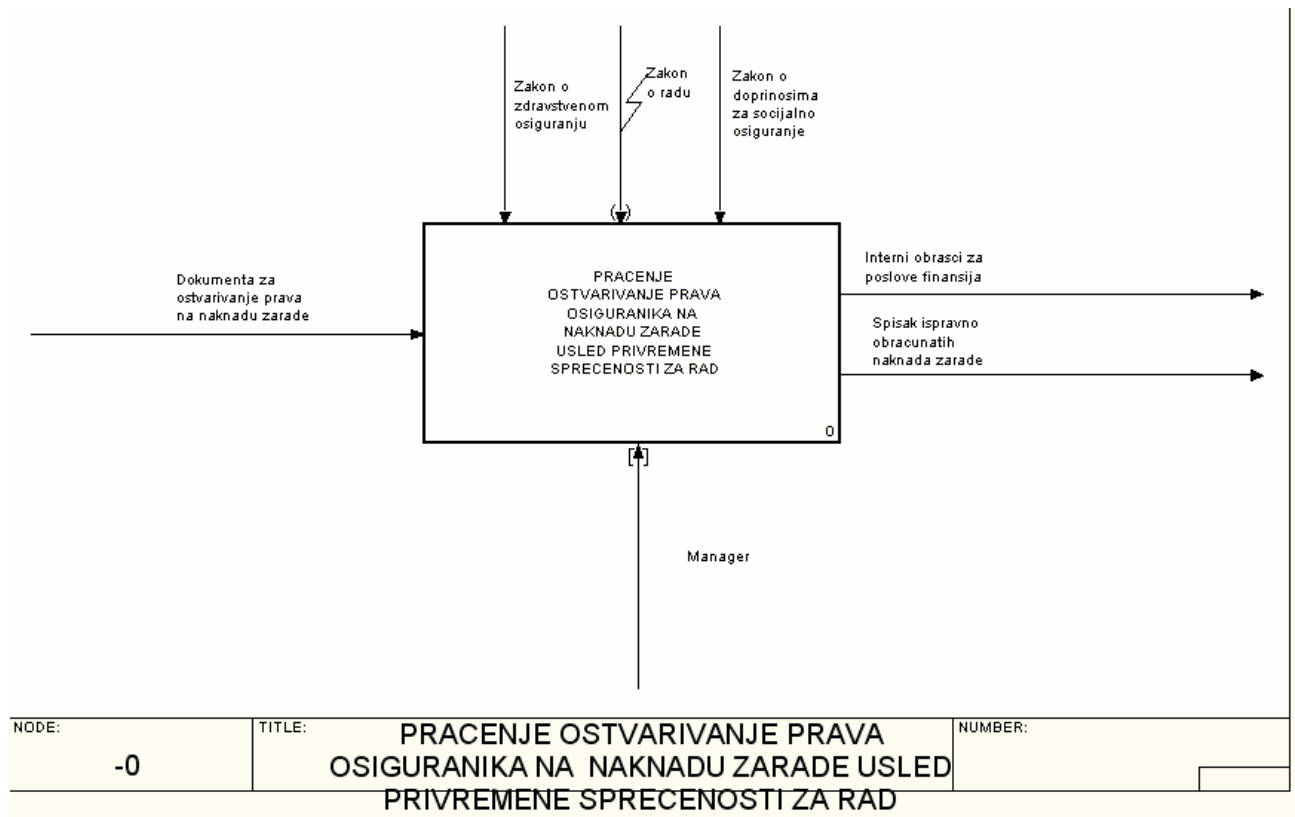 Zakon o
zdravstvenom
osiguranju
Zakon
o radu
Zakon o
doprinosima
za socijalno
osiguranje
( )
Dokumenta za
ostvarivanje prava
na naknadu zarade
PRACENJE
OSTVARIVANJE PRAVA
OSIGURANIKA NA
NAKNADU ZARADE
USLED PRIVREMENE
SPRECENOSTI ZA RAD
0
Interni obrasci za
poslove finansija
Spisak ispravno
obracunatih
naknada zarade
[ ]
Manager
NODE:
-0
TITLE:
PRACENJE OSTVARIVANJE PRAVA
OSIGURANIKA NA NAKNADU ZARADE USLED
PRIVREMENE SPRECENOSTI ZA RAD
NUMBER: